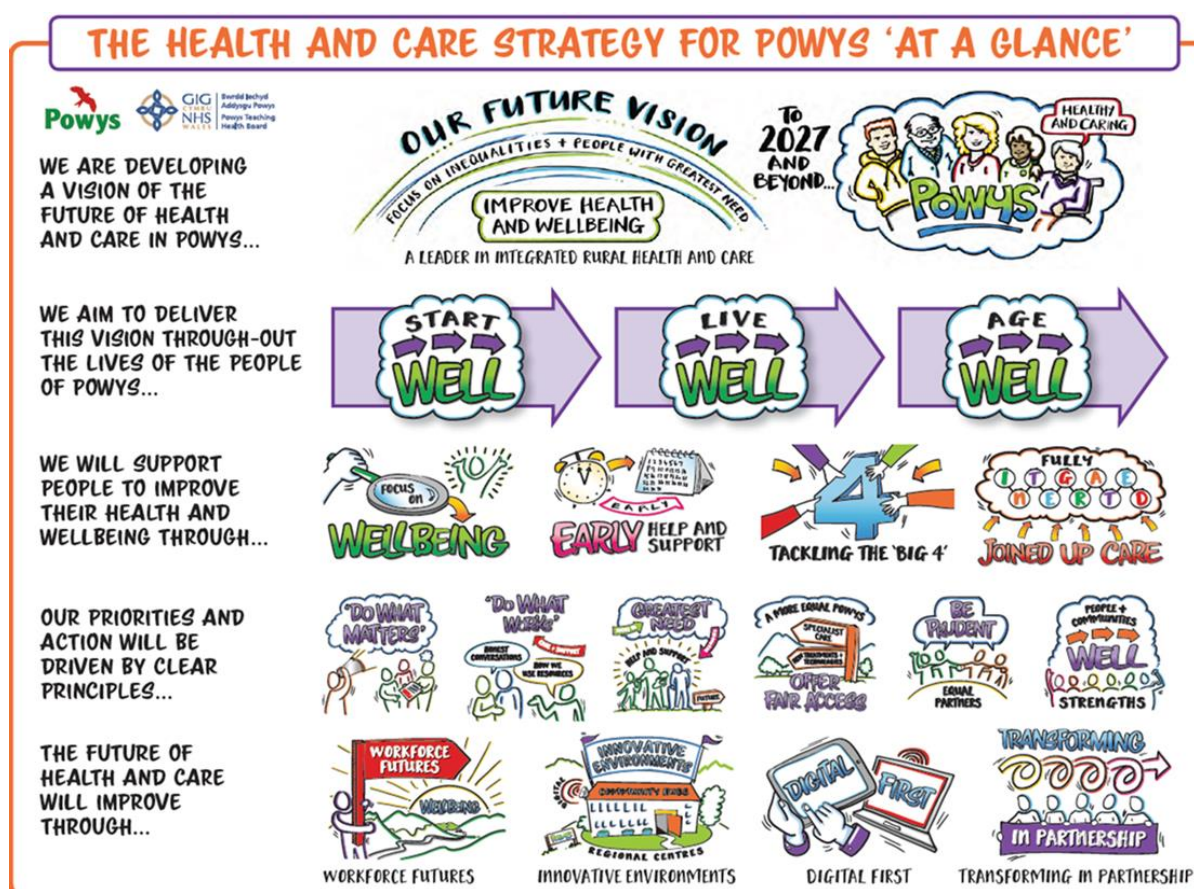 THE HEALTH AND CARE STRATEGY FOR POWYS 'AT A GLANCE'
Powys
GIG
CYMRU
NHS
WALES
Bwrdd Iechyd
Addysgu Powys
Powys Teaching
Health Board
WE ARE DEVELOPING
A VISION OF THE
FUTURE OF HEALTH
AND CARE IN POWYS...
OUR FUTURE VISION
FOCUS ON INEQUALITIES + PEOPLE WITH GREATEST NEED
IMPROVE HEALTH
AND WELLBEING
A LEADER IN INTEGRATED RURAL HEALTH AND CARE
TO
2027
AND
BEYOND...
HEALTHY
AND CARING
POWYS
WE AIM TO DELIVER
THIS VISION THROUGH-OUT
THE LIVES OF THE PEOPLE
OF POWYS...
START
WELL
LIVE
WELL
AGE
WELL
WE WILL SUPPORT
PEOPLE TO IMPROVE
THEIR HEALTH AND
WELLBEING THROUGH...
FOCUS
ON
WELLBEING
EARLY
EARLY HELP AND
SUPPORT
4
TACKLING THE 'BIG 4'
FULLY
I T G A E
N E R T D
JOINED UP CARE
OUR PRIORITIES AND
ACTION WILL BE
DRIVEN BY CLEAR
PRINCIPLES...
'DO WHAT
MATTERS'
'DO WHAT
WORKS'
HONEST
CONVERSATIONS
HOW WE
USE RESOURCES
GREATEST
NEED
HELP AND SUPPORT
FUTURE
A MORE EQUAL POWYS
SPECIALIST
CARE
NEW TREATMENTS
TECHNOLOGIES
OFFER
FAIR ACCESS
BE
PRUDENT
EQUAL
PARTNERS
PEOPLE +
COMMUNITIES
WELL
STRENGTHS
THE FUTURE OF
HEALTH AND CARE
WILL IMPROVE
THROUGH...
WORKFORCE
FUTURES
WELLBEING
WORKFORCE FUTURES
INNOVATIVE
ENVIRONMENTS
COMMUNITY HUBS
DIGITAL
REGIONAL CENTRES
INNOVATIVE ENVIRONMENTS
DIGITAL
FIRST
DIGITAL FIRST
TRANSFORMING
IN PARTNERSHIP
TRANSFORMING IN PARTNERSHIP